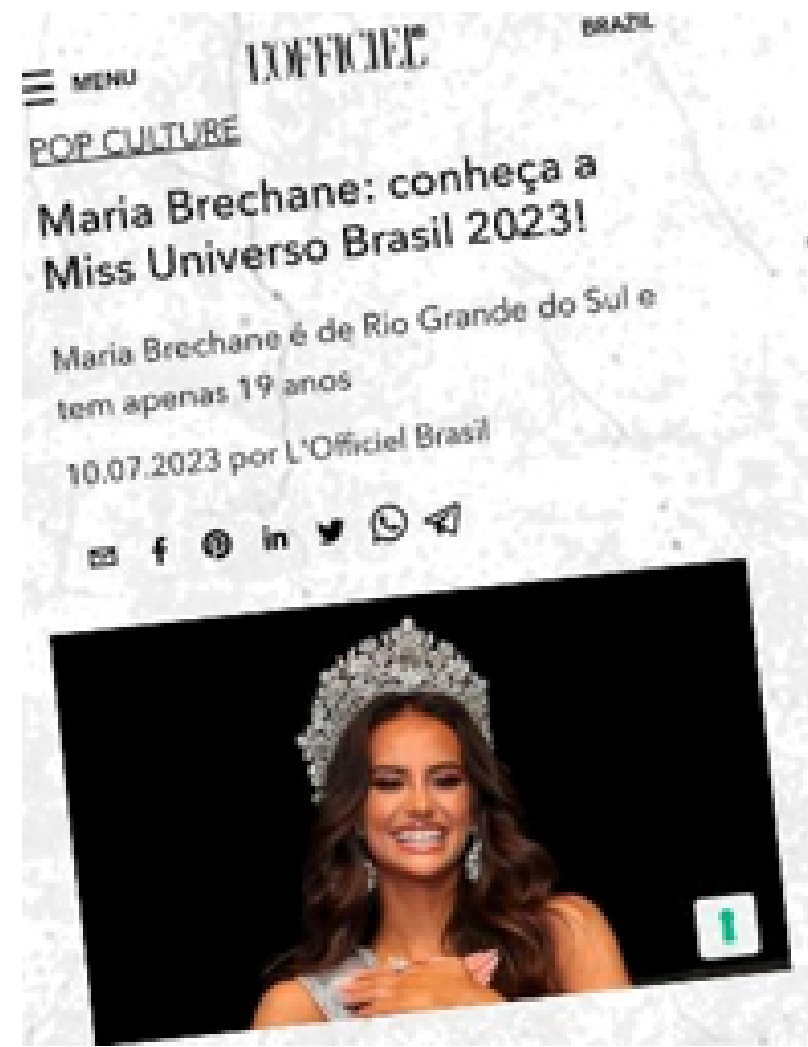 MENU
L'OFFICIEL
BRAZIL
POP CULTURE
Maria Brechane: conheça a
Miss Universo Brasil 2023!
Maria Brechane é de Rio Grande do Sul e
tem apenas 19 anos
10.07.2023 por L'Officiel Brasil
f
in